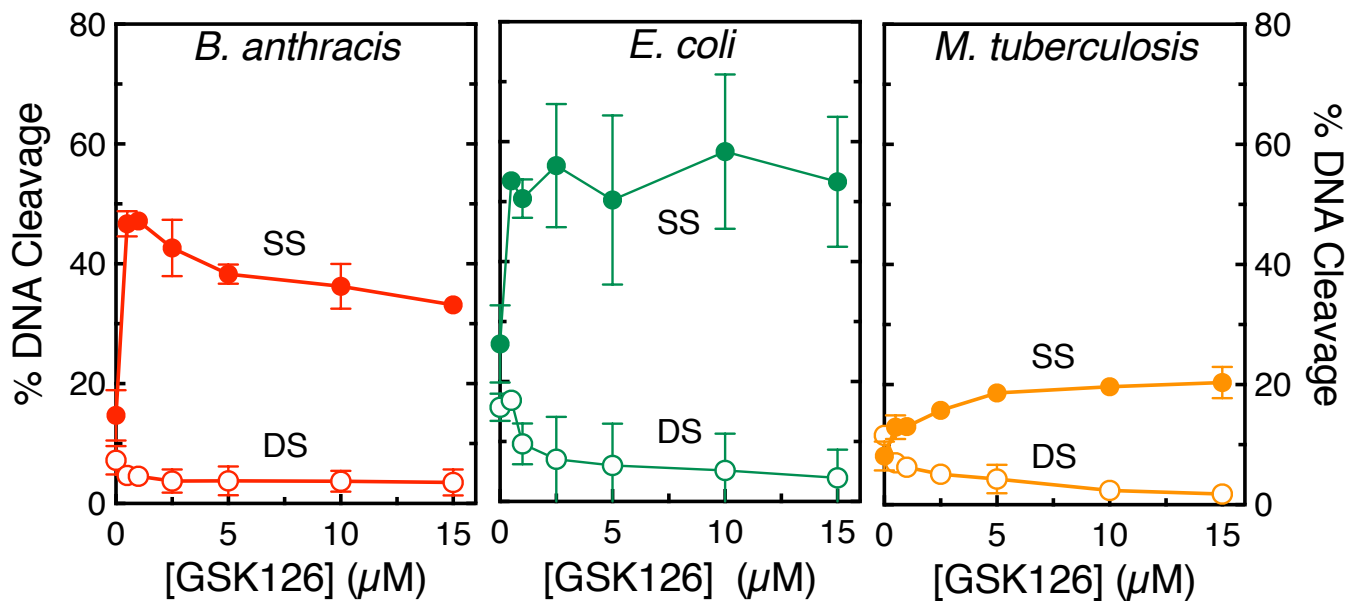 B. anthracis
E. coli
M. tuberculosis
% DNA Cleavage
80
60
40
20
0
SS
DS
0 5 10 15
[GSK126] (µM)
SS
DS
0 5 10 15
[GSK126] (µM)
SS
DS
0 5 10 15
[GSK126] (µM)
80
60
40
20
0
% DNA Cleavage